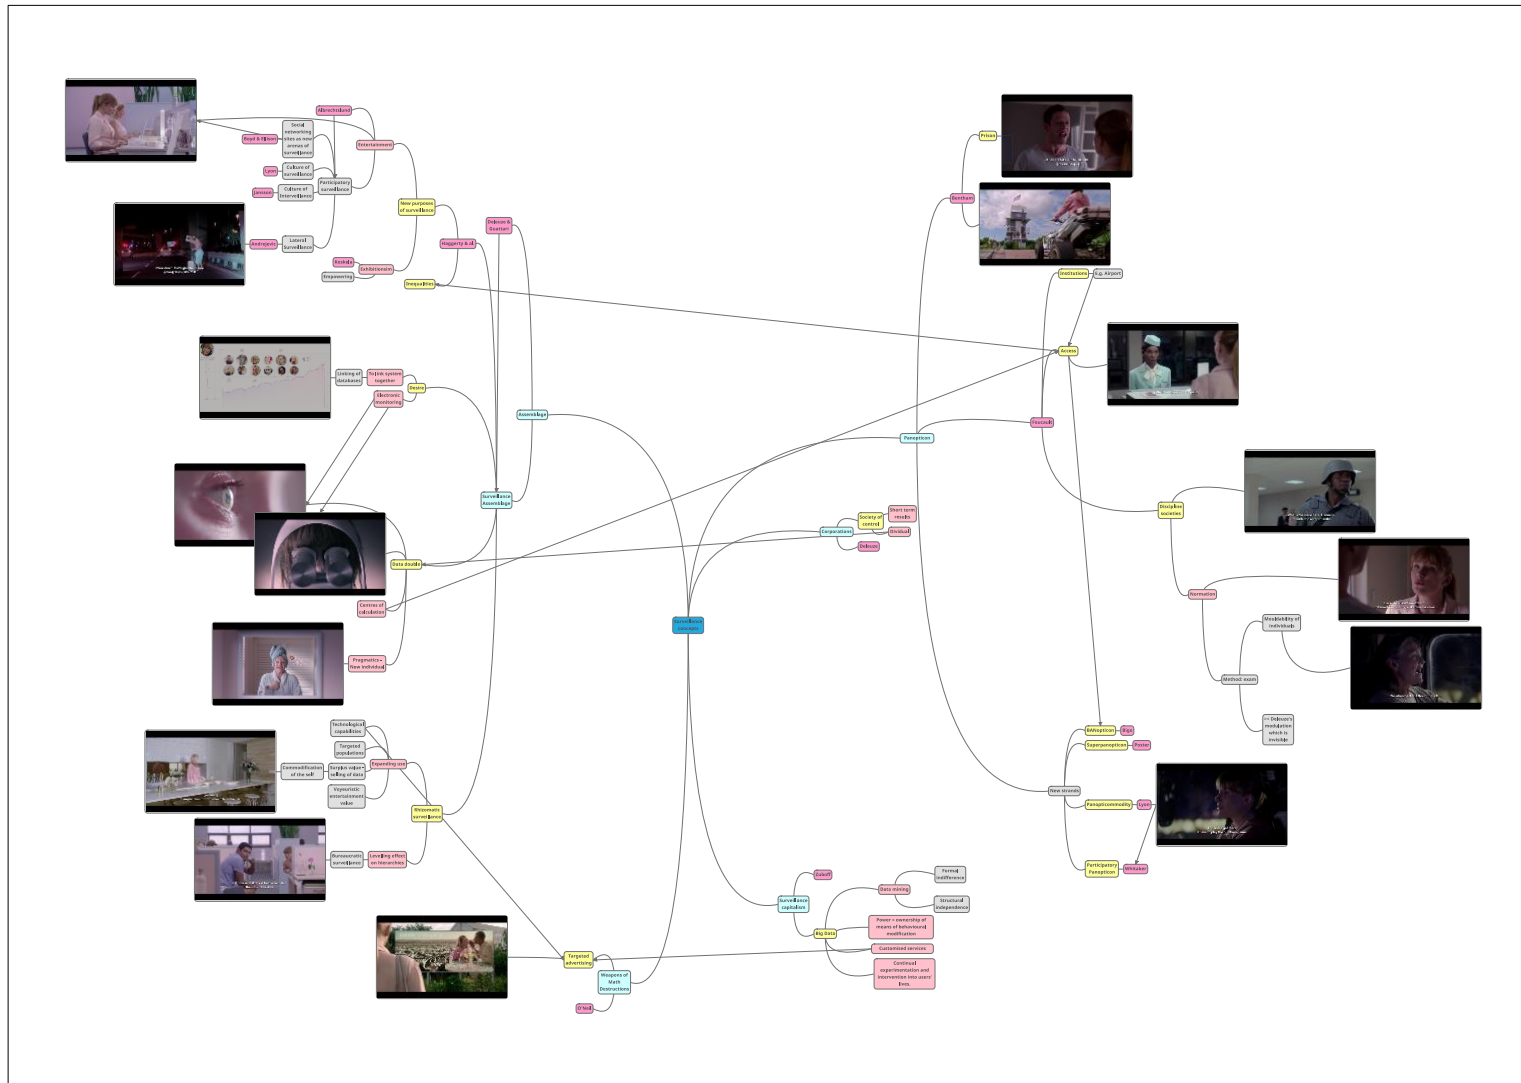 Albrechtslund
Social
networking
sites as new
arenas of
surveillance
Boyd & Ellison
Entertainment
Culture of
surveillance
Lyon
Participatory
surveillance
Culture of
Interveillance
Jansson
Lateral
Surveillance
Andrejevic
New purposes
of surveillance
Deleuze &
Guattari
Haggerty & al.
Koskela
Exhibitionsim
Empowering
Inequalities
Linking of
databases
To link system
together
Desire
Electronic
monitoring
Assemblage
Surveillance
Assemblage
Data double
Centres of
calculation
Pragmatics –
New individual
Technological
capabilities
Targeted
populations
Expanding use
Commodification
of the self
Surplus value–
selling of data
Voyeuristic
entertainment
value
Rhizomatic
surveillance
Bureaucratic
surveillance
Levelling effect
on hierarchies
Targeted
advertising
Weapons of
Math
Destructions
O'Neil
Surveillance
concepts
Prison
Bentham
Institutions
E.g. Airport
Access
Foucault
Panopticon
Short term
results
Society of
control
Corporations
Dividual
Deleuze
Discipline
societies
Normation
Mouldability of
individuals
Method: exam
Deleuze's
modulation
which is
invisible
BANopticon
Bigo
Superpanopticon
Poster
New strands
Panopticommodity
Lyon
Participatory
Panopticon
Whitaker
Zuboff
Surveillance
capitalism
Big Data
Data mining
Formal
indifference
Structural
independence
Power = ownership of
means of behavioural
modification
Customised services
Continual
experimentation and
intervention into users'
lives.